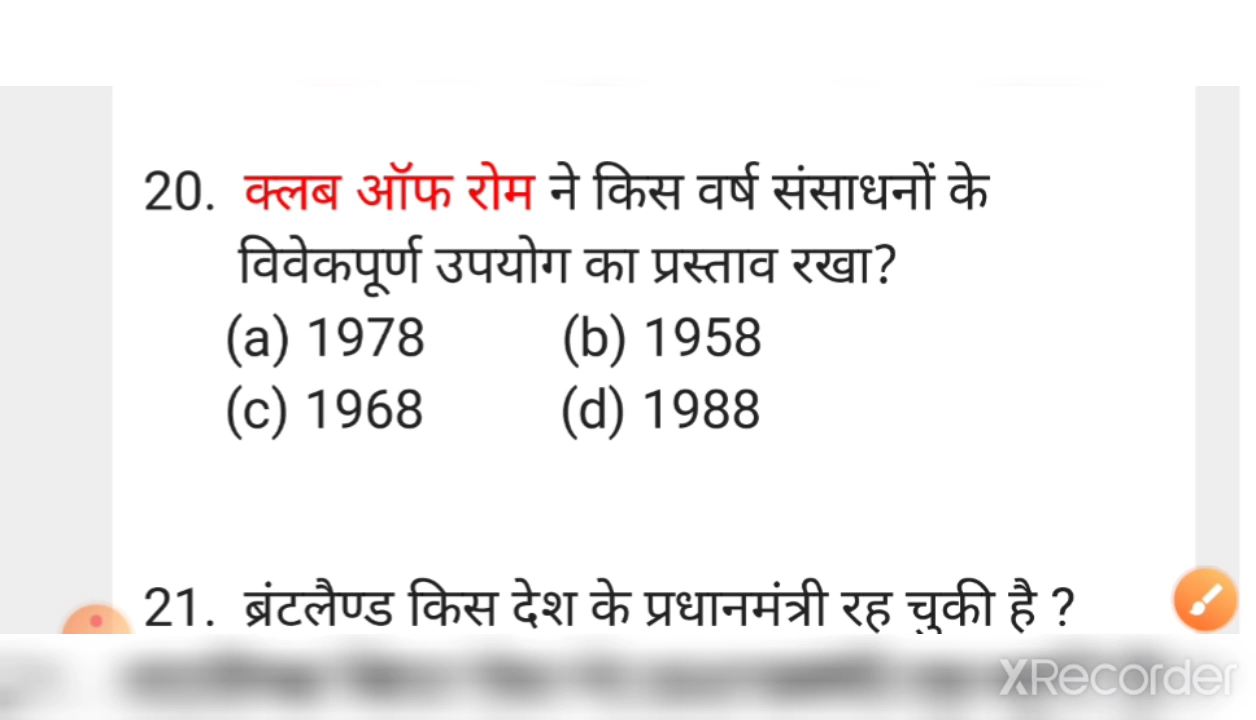 20. क्लब ऑफ रोम ने किस वर्ष संसाधनों के
विवेकपूर्ण उपयोग का प्रस्ताव रखा?
(a) 1978 (b) 1958
(c) 1968 (d) 1988
21. ब्रंटलैण्ड किस देश के प्रधानमंत्री रह चुकी है ?
XRecorder